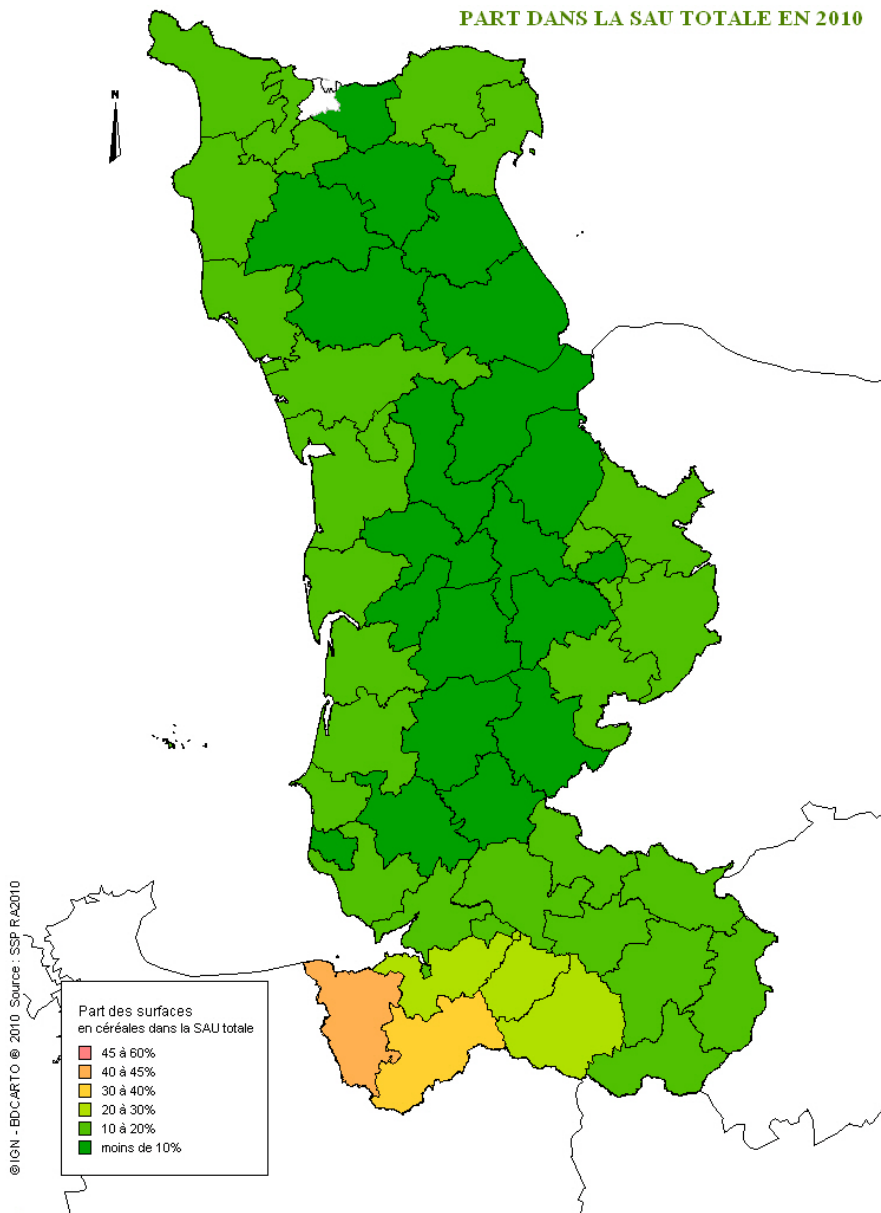 PART DANS LA SAU TOTALE EN 2010
N
©IGN - BDCARTO ® 2010 Source : SSP RA2010
Part des surfaces
en céréales dans la SAU totale
45 à 60%
40 à 45%
30 à 40%
20 à 30%
10 à 20%
moins de 10%